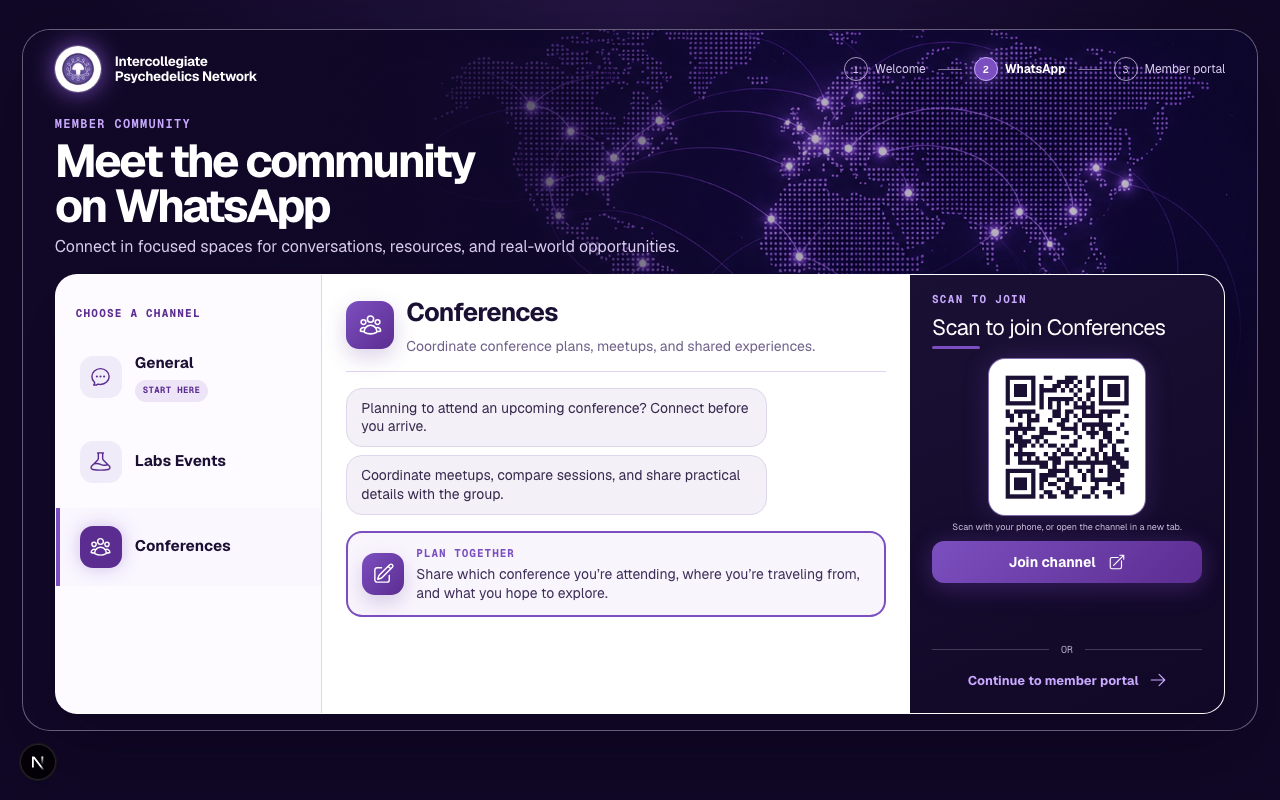 Intercollegiate
Psychedelics Network
1 Welcome
2 WhatsApp
3 Member portal
MEMBER COMMUNITY
Meet the community
on WhatsApp
Connect in focused spaces for conversations, resources, and real-world opportunities.
CHOOSE A CHANNEL
General
START HERE
Labs Events
Conferences
Conferences
Coordinate conference plans, meetups, and shared experiences.
Planning to attend an upcoming conference? Connect before
you arrive.
Coordinate meetups, compare sessions, and share practical
details with the group.
PLAN TOGETHER
Share which conference you’re attending, where you’re traveling from,
and what you hope to explore.
SCAN TO JOIN
Scan to join Conferences
Scan with your phone, or open the channel in a new tab.
Join channel
OR
Continue to member portal
N